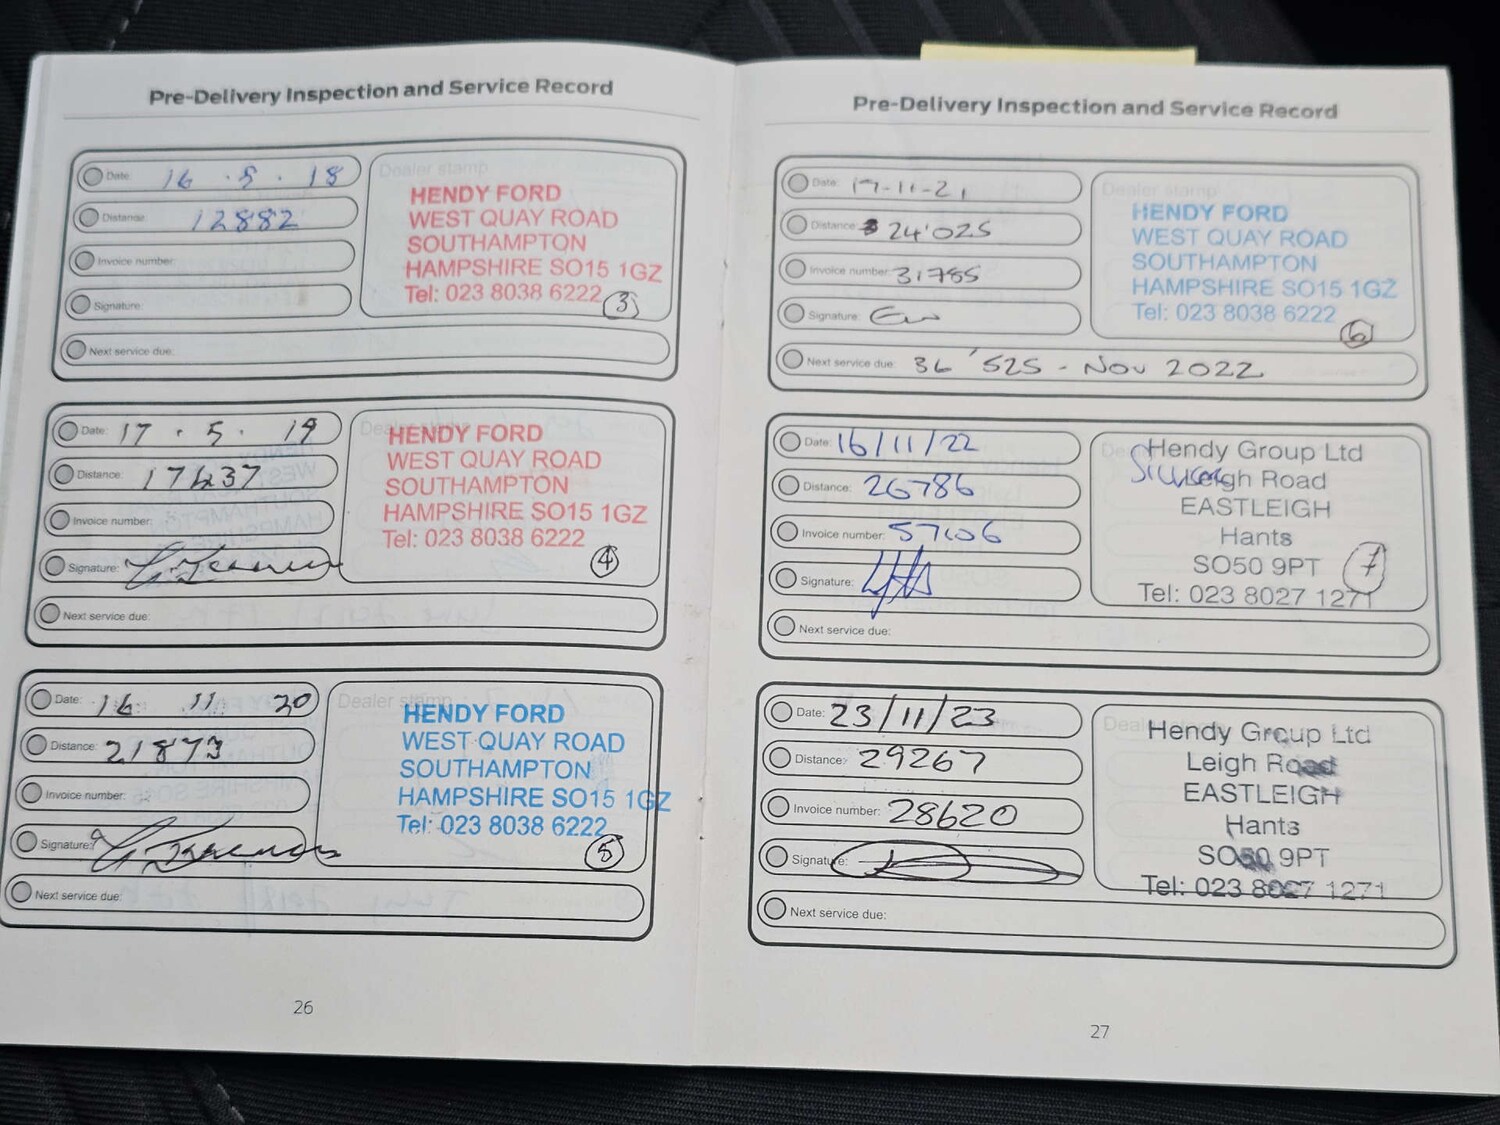 Pre-Delivery Inspection and Service Record
Date: 16 . 5 . 18
Distance: 12882
Invoice number:
Signature:
Next service due:
Dealer stamp
HENDY FORD
WEST QUAY ROAD
SOUTHAMPTON
HAMPSHIRE SO15 1GZ
Tel: 023 8038 6222
3
Date: 17 . 5 . 19
Distance: 17637
Invoice number:
Signature:
Next service due:
HENDY FORD
WEST QUAY ROAD
SOUTHAMPTON
HAMPSHIRE SO15 1GZ
Tel: 023 8038 6222
4
Date: 16 11 20
Distance: 21873
Invoice number:
Signature:
Next service due:
Dealer stamp
HENDY FORD
WEST QUAY ROAD
SOUTHAMPTON
HAMPSHIRE SO15 1GZ
Tel: 023 8038 6222
5
26
Pre-Delivery Inspection and Service Record
Date: 17-11-21
Distance: 24'025
Invoice number: 31785
Signature:
Next service due: 36'525 - Nov 2022
Dealer stamp
HENDY FORD
WEST QUAY ROAD
SOUTHAMPTON
HAMPSHIRE SO15 1GZ
Tel: 023 8038 6222
6
Date: 16/11/22
Distance: 26786
Invoice number: 57106
Signature:
Next service due:
Hendy Group Ltd
Leigh Road
EASTLEIGH
Hants
SO50 9PT
Tel: 023 8027 1271
7
Date: 23/11/23
Distance: 29267
Invoice number: 28620
Signature:
Next service due:
Hendy Group Ltd
Leigh Road
EASTLEIGH
Hants
SO50 9PT
Tel: 023 8027 1271
27